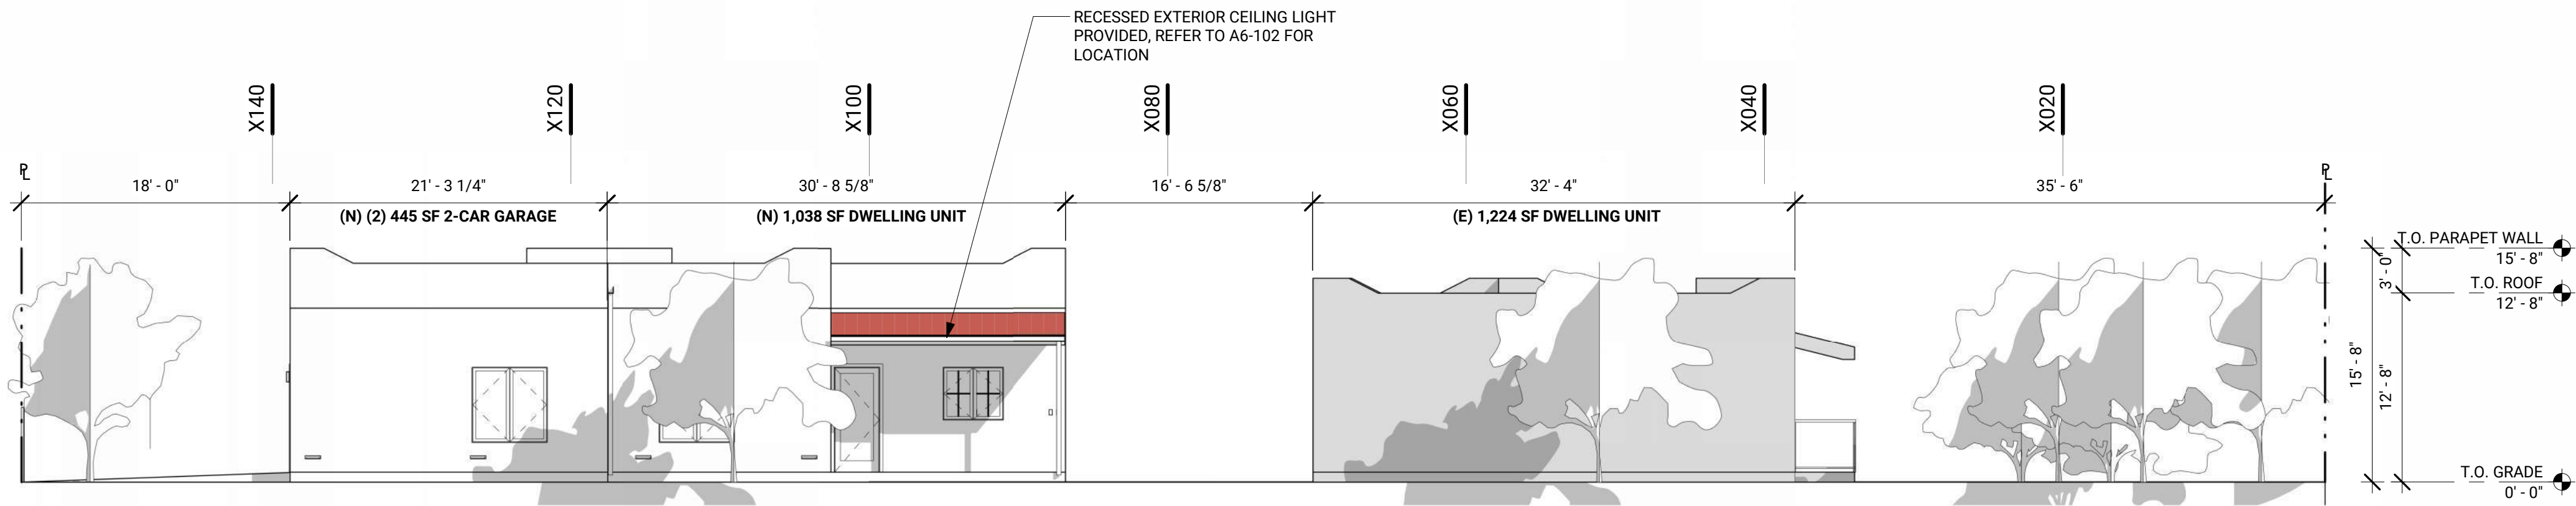 RECESSED EXTERIOR CEILING LIGHT
PROVIDED, REFER TO A6-102 FOR
LOCATION
X140
X120
X100
X080
X060
X040
X020
PL
18' - 0"
21' - 3 1/4"
30' - 8 5/8"
16' - 6 5/8"
32' - 4"
35' - 6"
PL
(N) (2) 445 SF 2-CAR GARAGE
(N) 1,038 SF DWELLING UNIT
(E) 1,224 SF DWELLING UNIT
T.O. PARAPET WALL
15' - 8"
3' - 0"
T.O. ROOF
12' - 8"
15' - 8"
12' - 8"
T.O. GRADE
0' - 0"